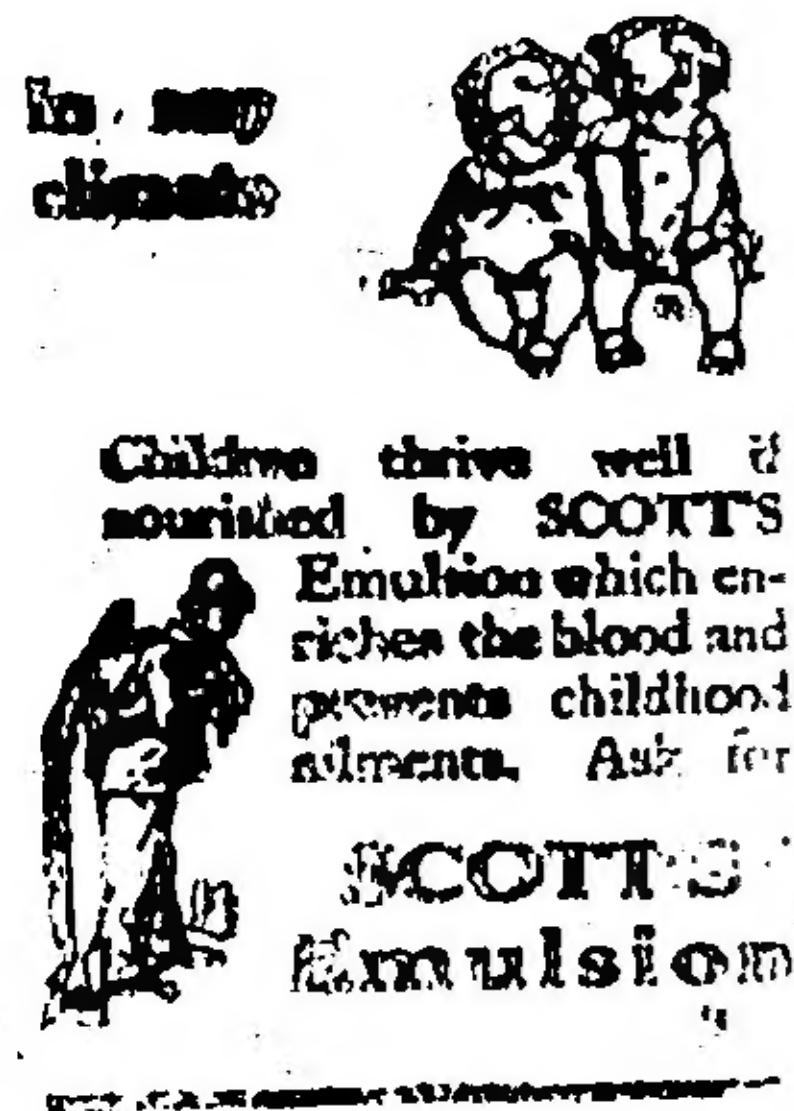 In any
climate
Children thrive well if
nourished by SCOTT'S
Emulsion which en-
riches the blood and
prevents childhood
ailments. Ask for
SCOTT'S
Emulsion